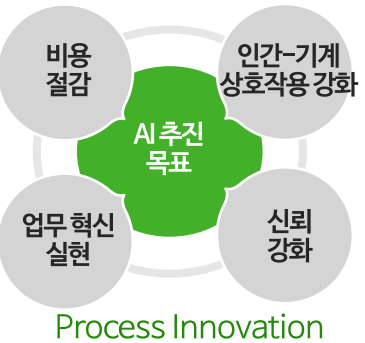 비용
절감
인간-기계
상호작용 강화
AI 추진
목표
업무 혁신
실현
신뢰
강화
Process Innovation